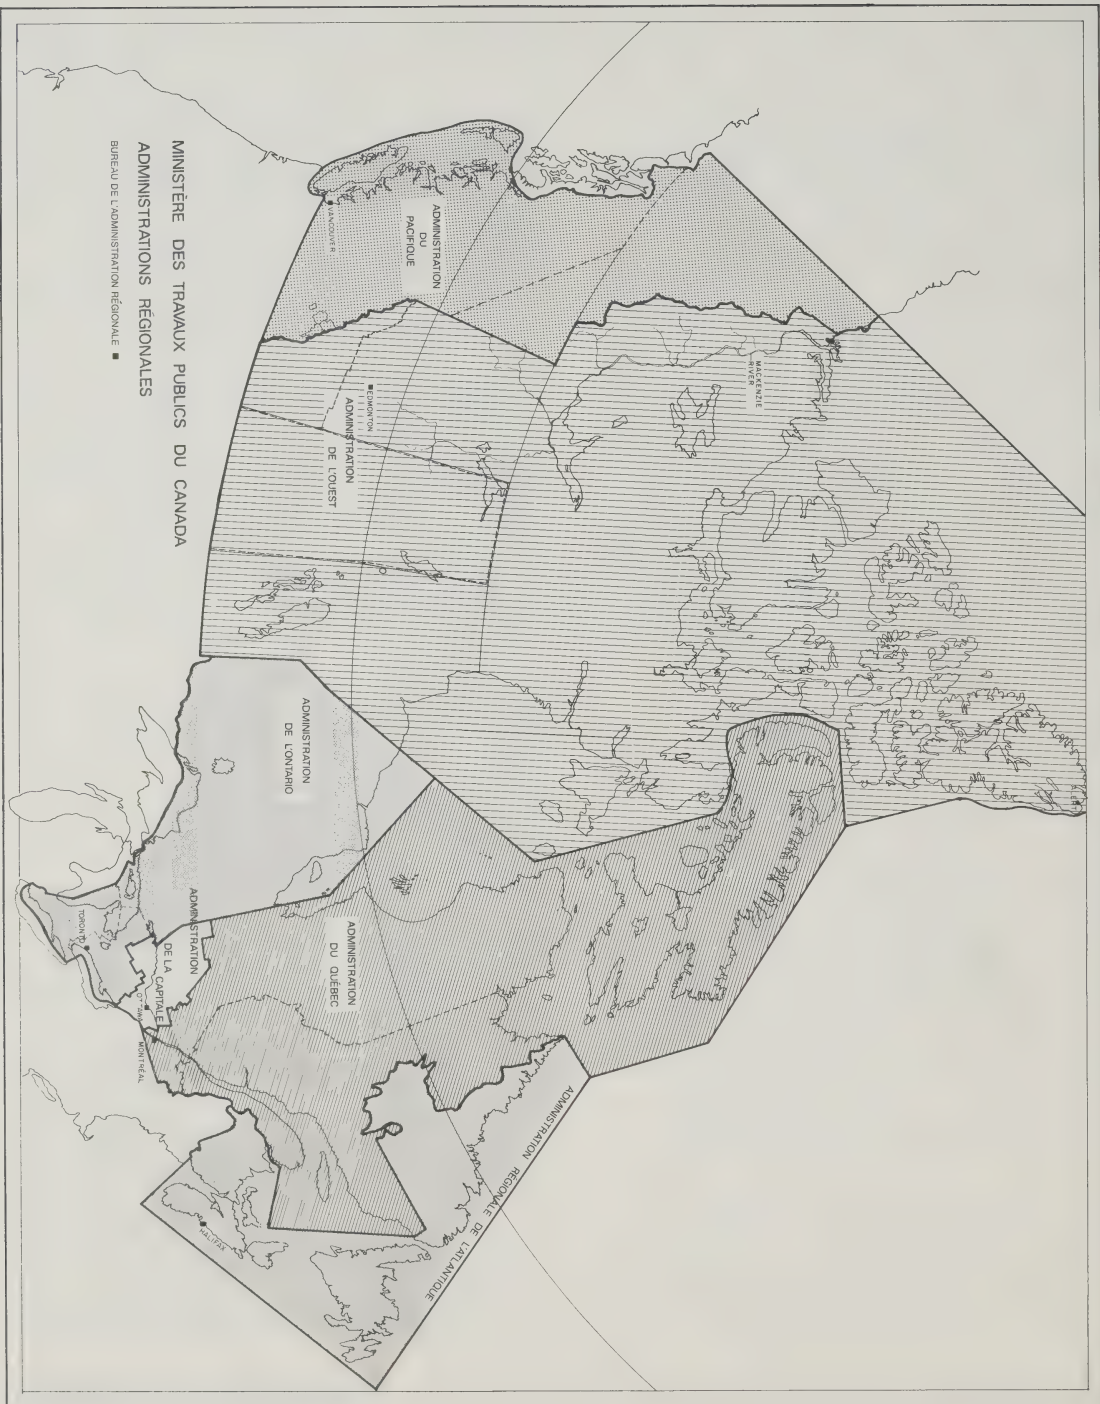 MINISTÈRE DES TRAVAUX PUBLICS DU CANADA
ADMINISTRATIONS RÉGIONALES
BUREAU DE L'ADMINISTRATION RÉGIONALE ■
ADMINISTRATION
DU
PACIFIQUE
VANCOUVER
MACKENZIE
RIVER
EDMONTON
ADMINISTRATION
DE L'OUEST
ADMINISTRATION
DE L'ONTARIO
TORONTO
ADMINISTRATION
DE LA CAPITALE
OTTAWA
MONTRÉAL
ADMINISTRATION
DU QUÉBEC
ADMINISTRATION RÉGIONALE DE L'ATLANTIQUE
HALIFAX
ALERT